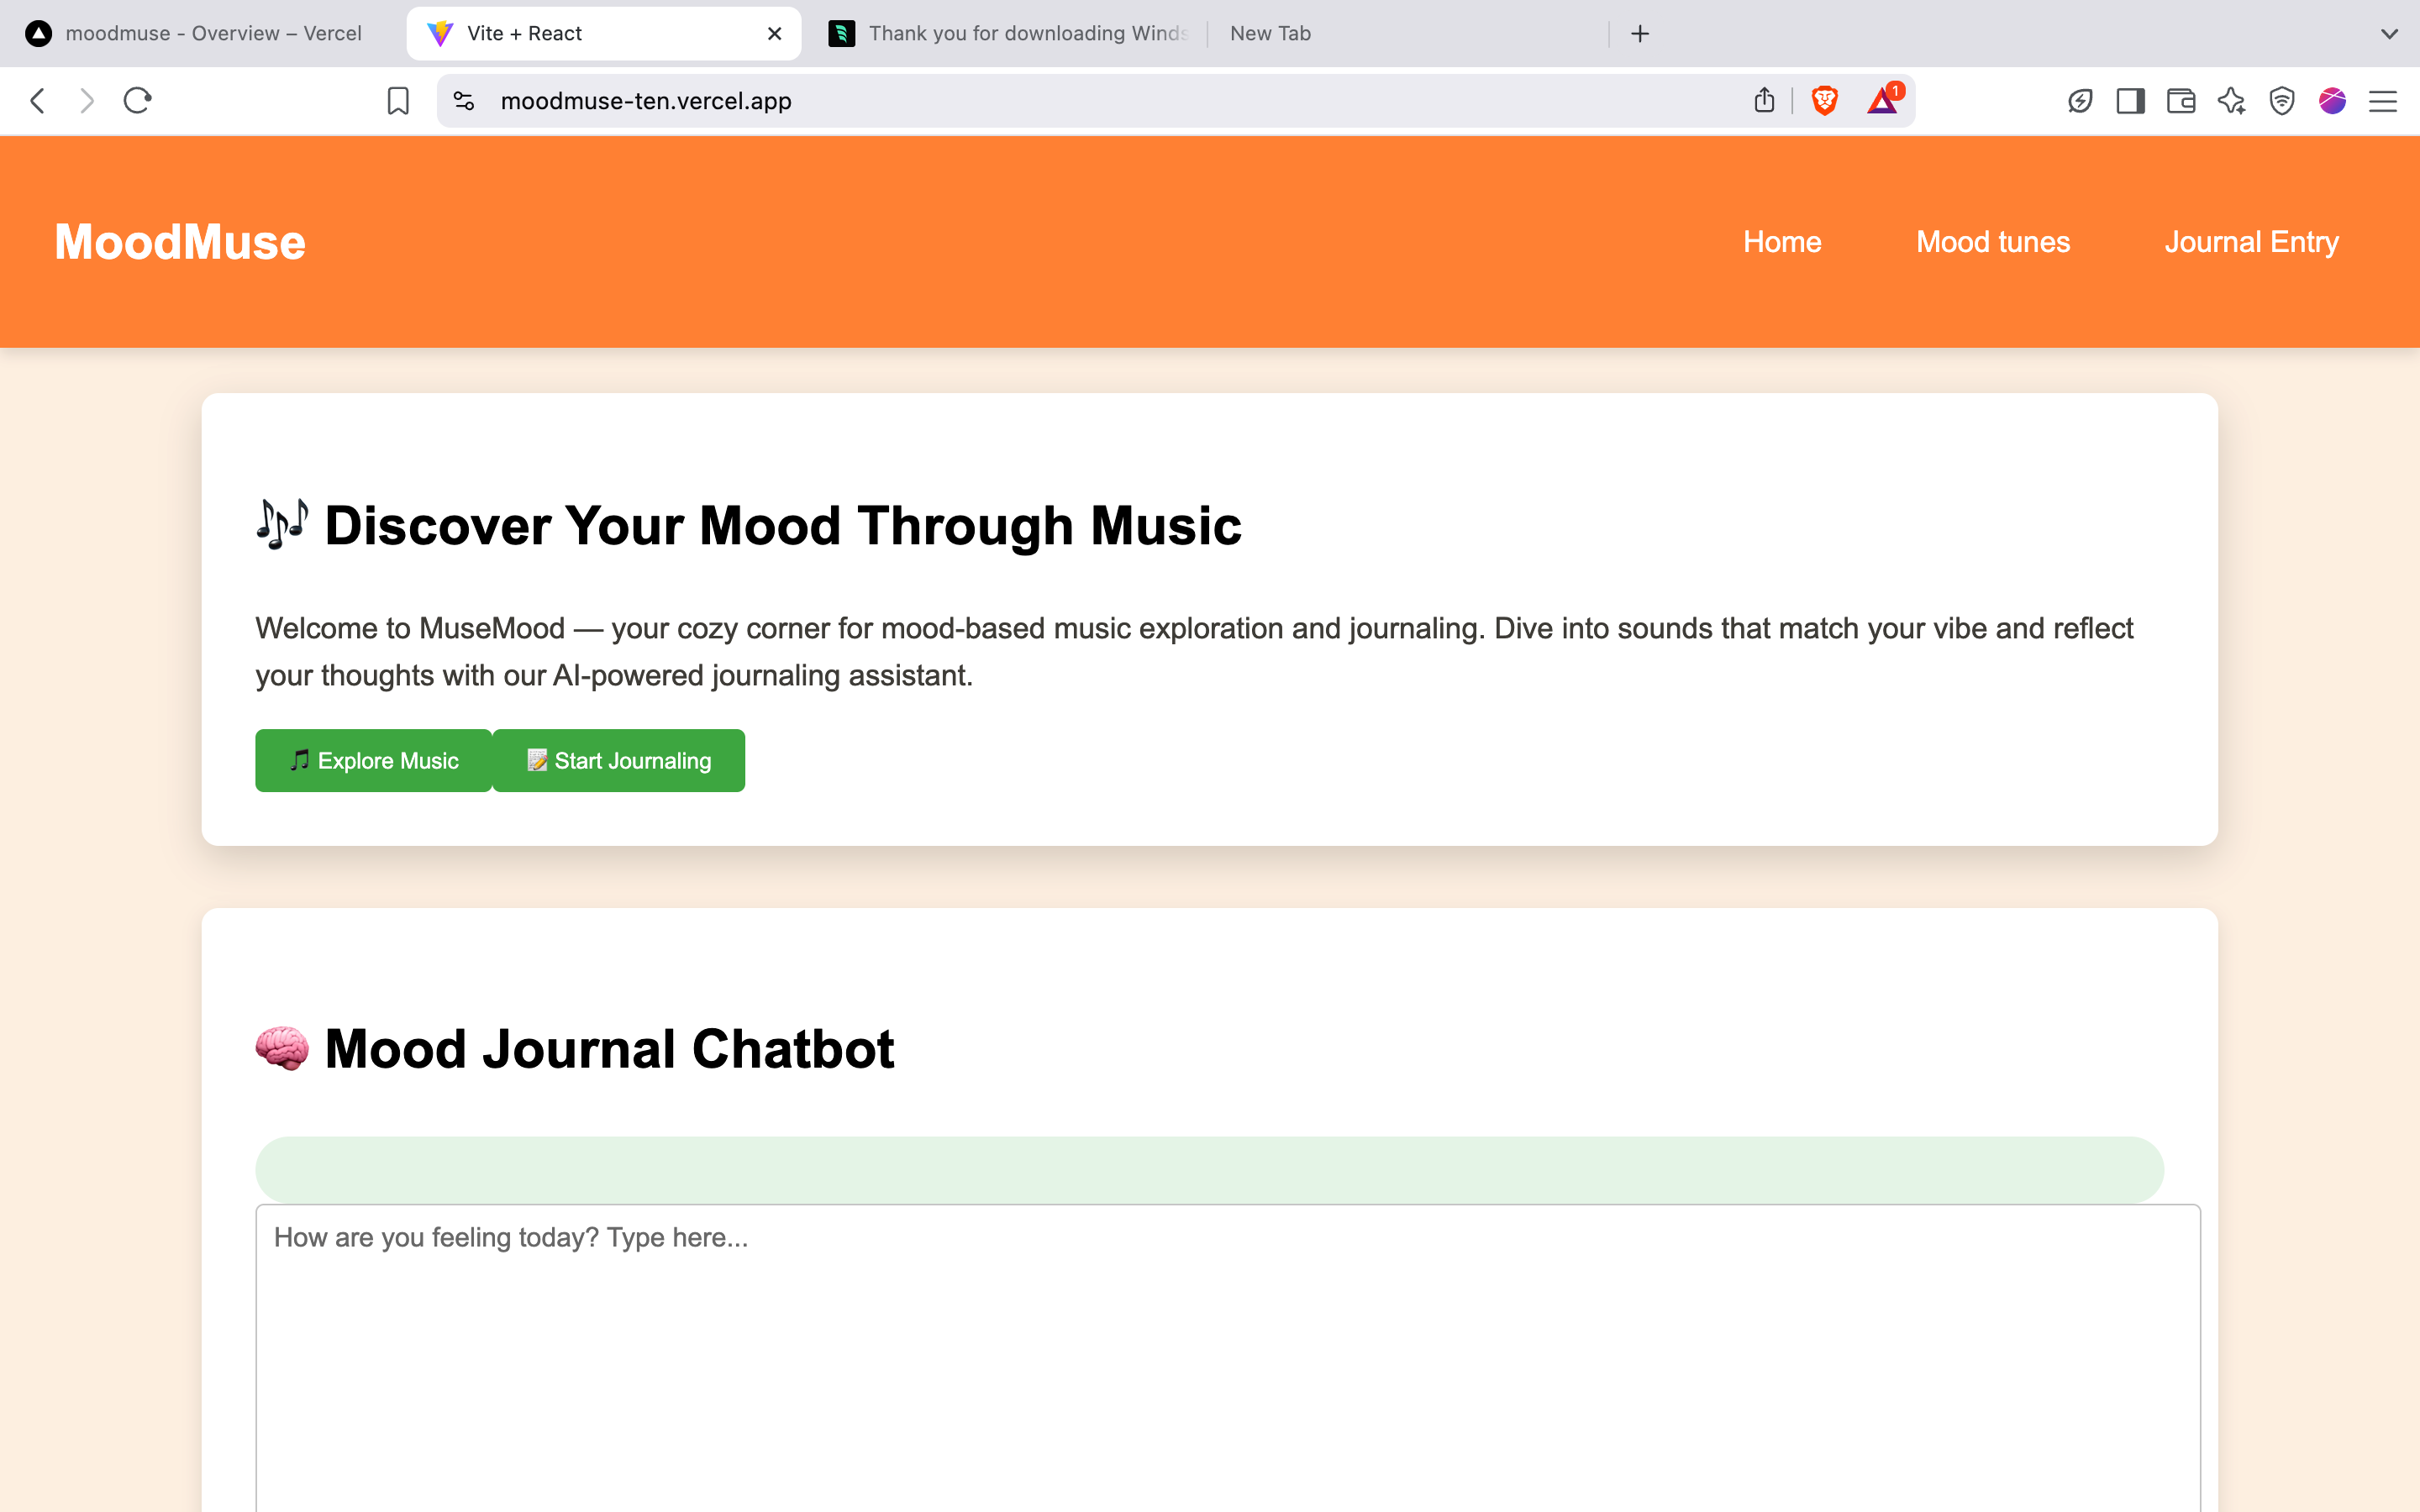 moodmuse - Overview – Vercel
Vite + React
Thank you for downloading Winds
New Tab
moodmuse-ten.vercel.app
1
MoodMuse
Home
Mood tunes
Journal Entry
🎶 Discover Your Mood Through Music
Welcome to MuseMood — your cozy corner for mood-based music exploration and journaling. Dive into sounds that match your vibe and reflect
your thoughts with our AI-powered journaling assistant.
🎵 Explore Music
📝 Start Journaling
🧠 Mood Journal Chatbot
How are you feeling today? Type here...